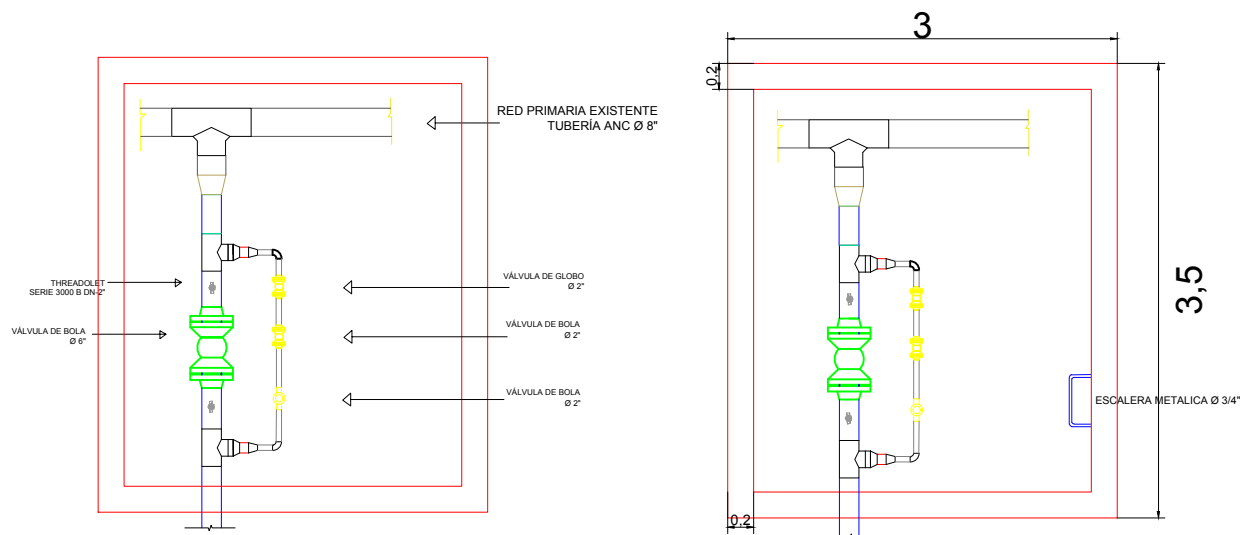 RED PRIMARIA EXISTENTE
TUBERÍA ANC Ø 8"
THREADOLET
SERIE 3000 B DN-2"
VÁLVULA DE GLOBO
Ø 2"
VÁLVULA DE BOLA
Ø 6"
VÁLVULA DE BOLA
Ø 2"
VÁLVULA DE BOLA
Ø 2"
3
0,2
3,5
ESCALERA METALICA Ø 3/4"
0,2